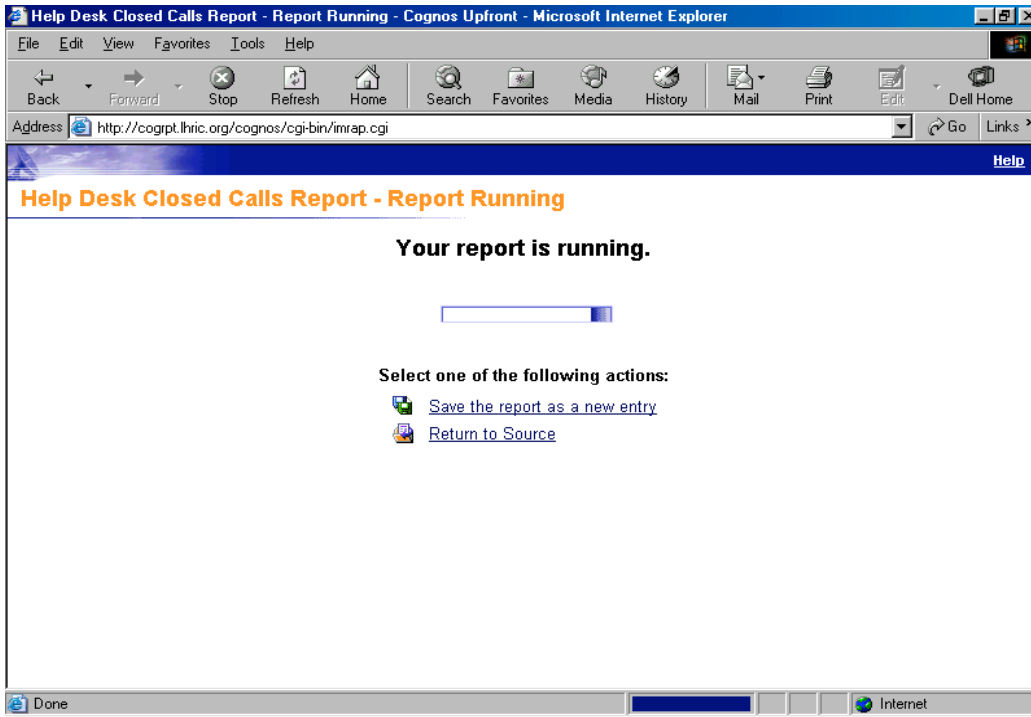 Help Desk Closed Calls Report - Report Running - Cognos Upfront - Microsoft Internet Explorer
File Edit View Favorites Tools Help
Back Forward Stop Refresh Home Search Favorites Media History Mail Print Edit Dell Home
Address http://cogrpt.lhric.org/cognos/cgi-bin/imrap.cgi Go Links
Help
Help Desk Closed Calls Report - Report Running
Your report is running.
Select one of the following actions:
Save the report as a new entry
Return to Source
Done Internet